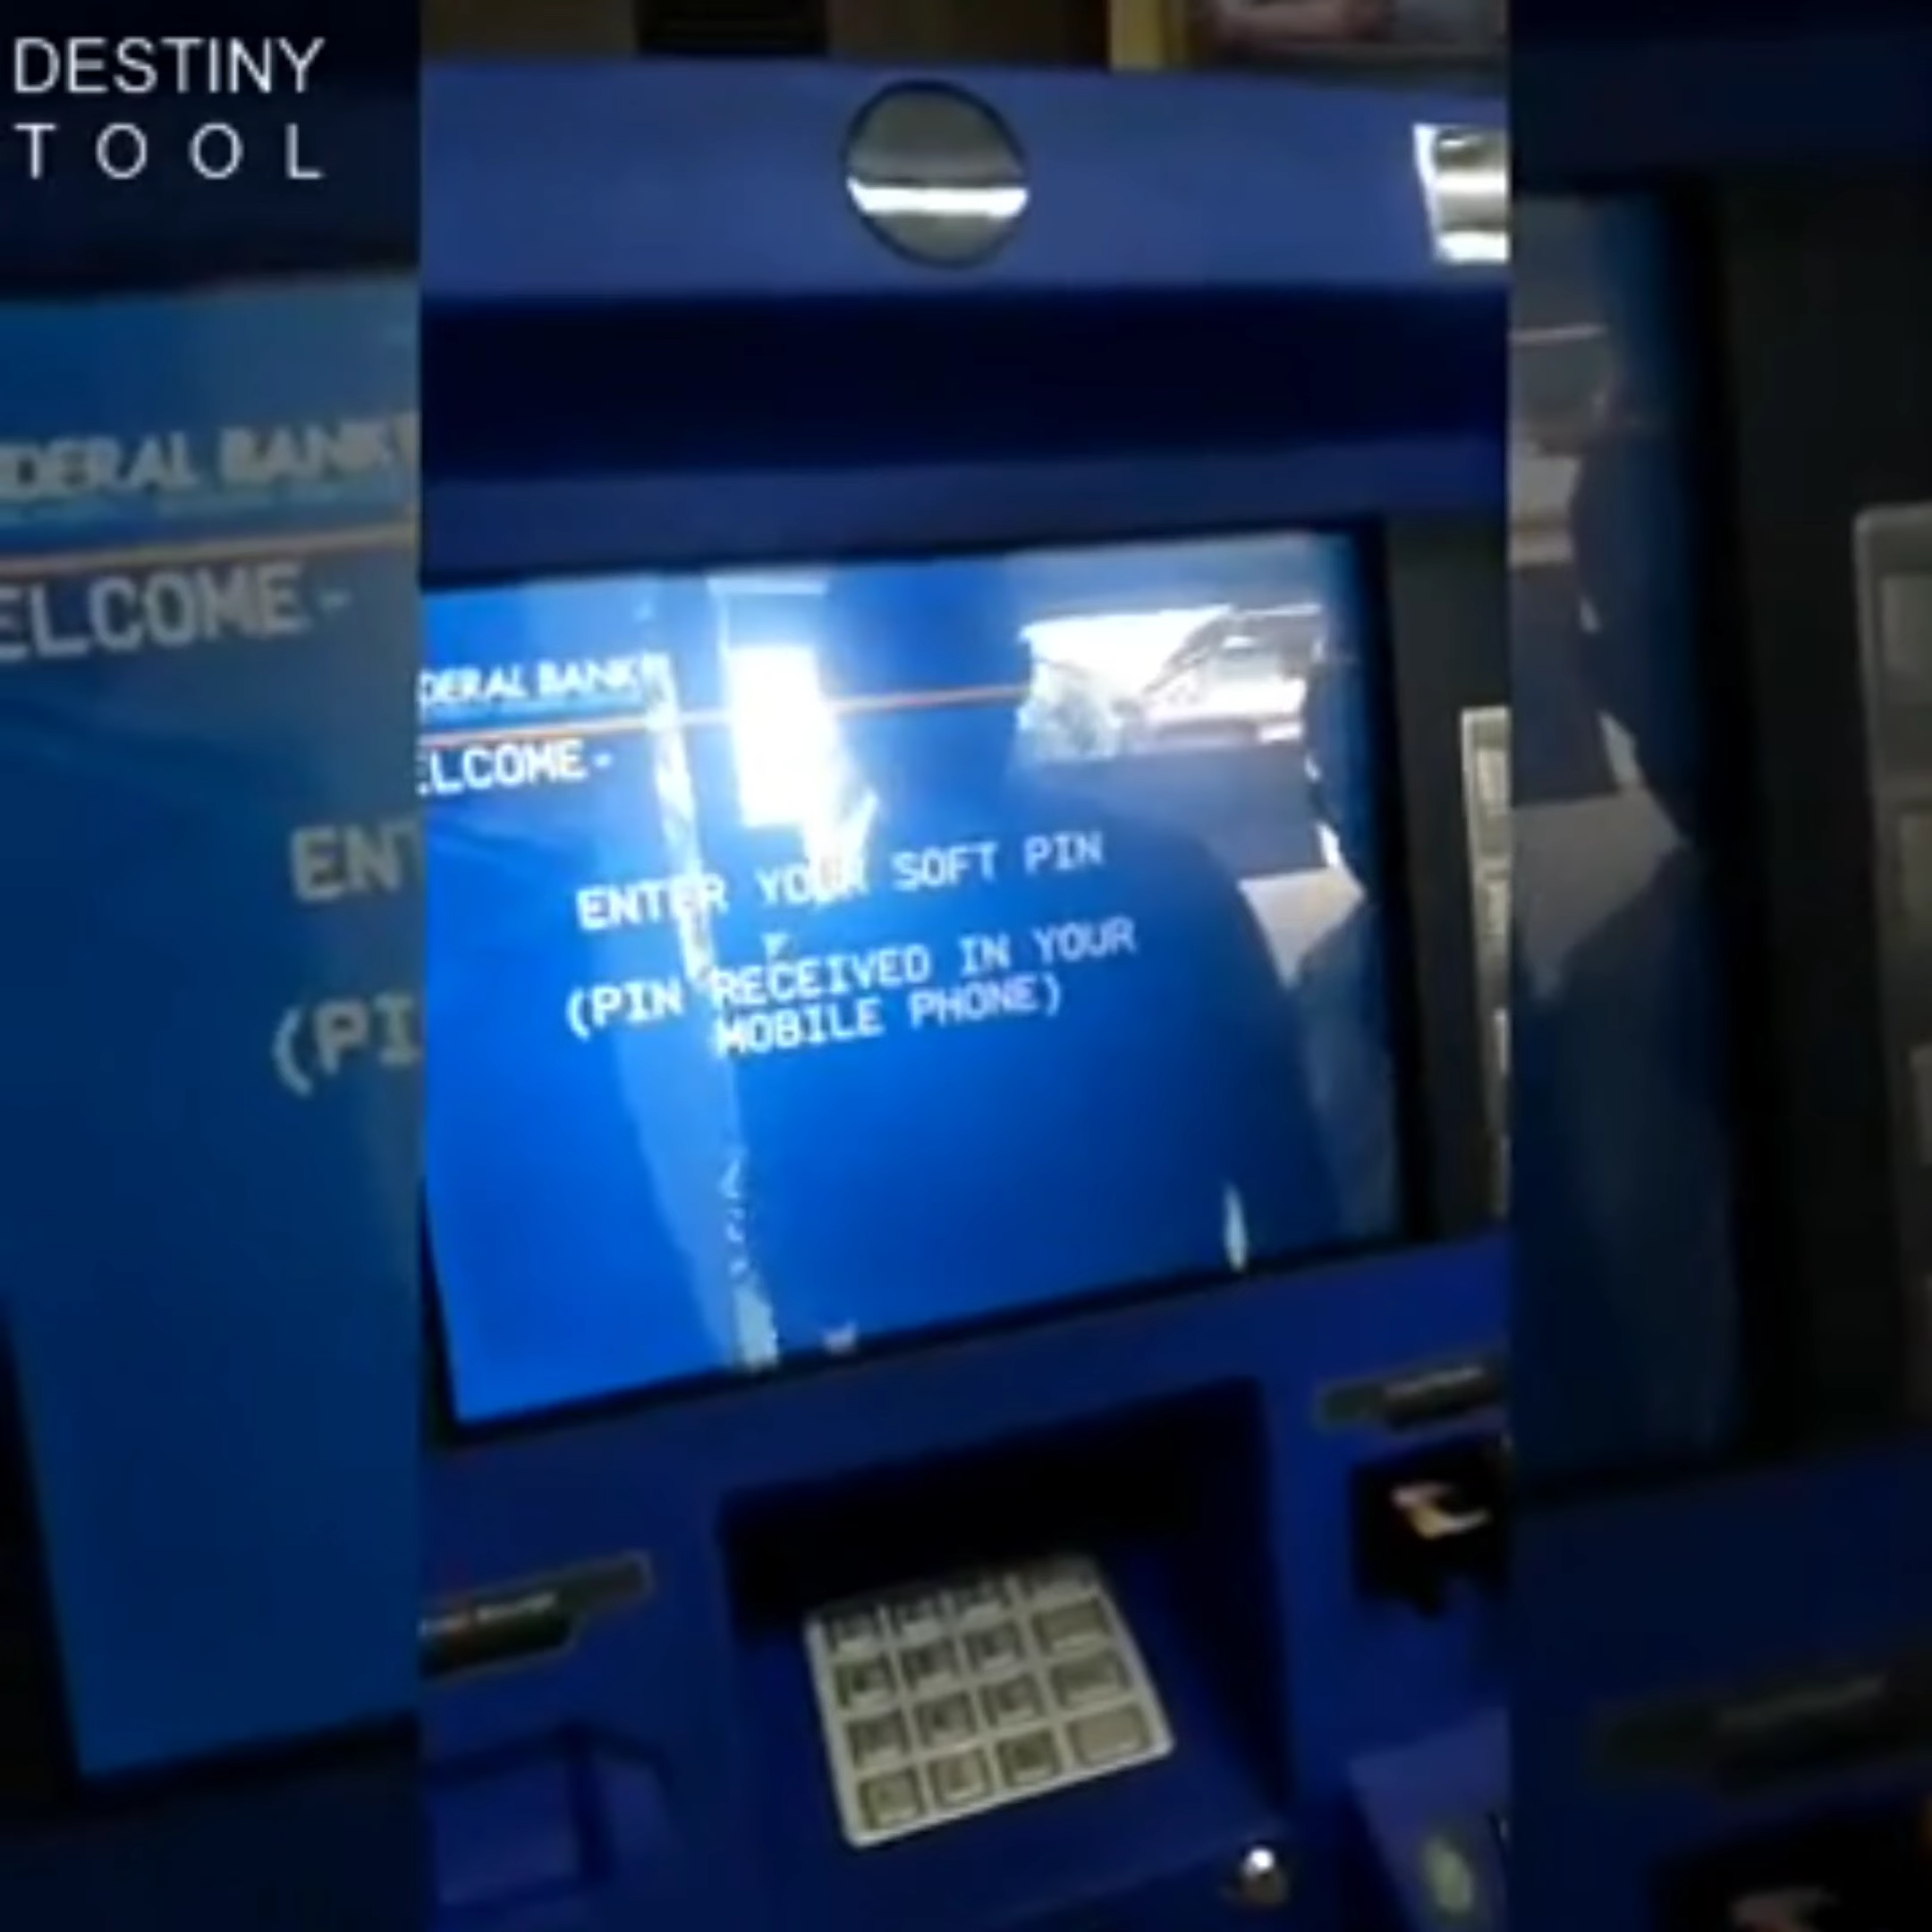 DESTINY
TOOL
DERAL BANK
ELCOME-
ENT
(PI
DERAL BANK
ELCOME-
ENTER YOUR SOFT PIN
(PIN RECEIVED IN YOUR
MOBILE PHONE)